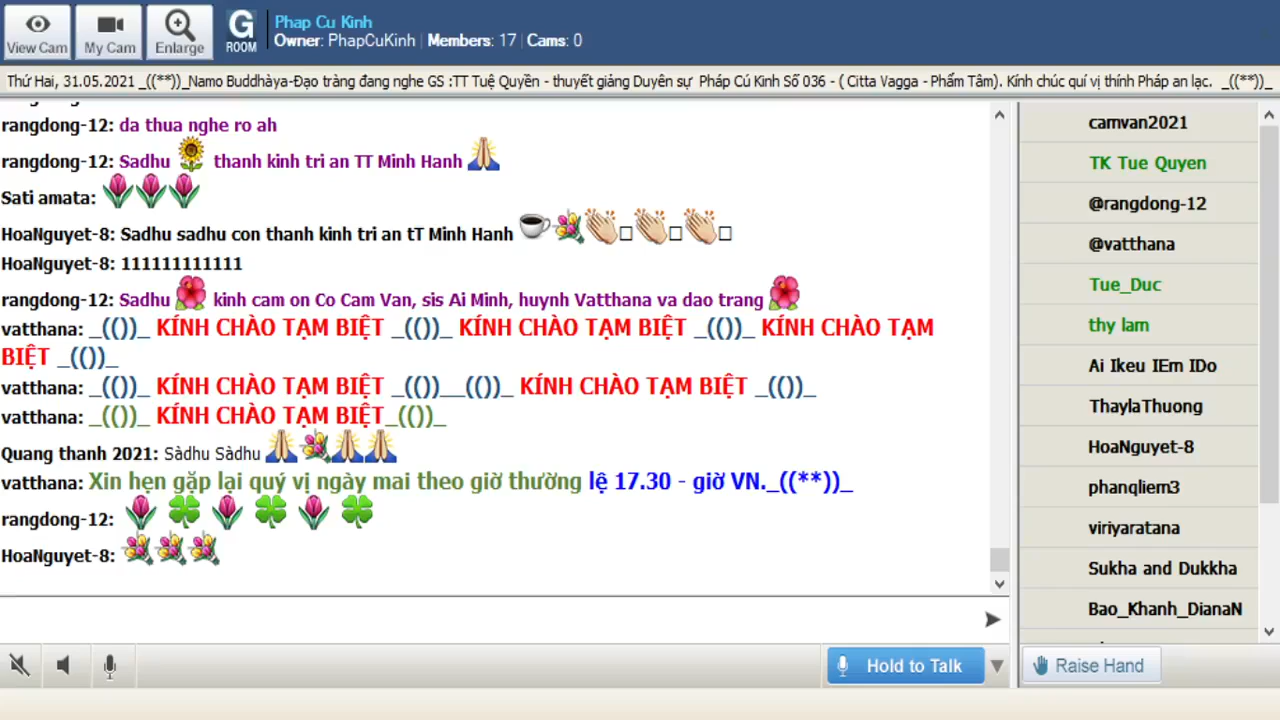 View Cam
My Cam
Enlarge
G
ROOM
Phap Cu Kinh
Owner: PhapCuKinh | Members: 17 | Cams: 0
Thứ Hai, 31.05.2021 _((**))_Namo Buddhàya-Đạo tràng đang nghe GS :TT Tuệ Quyền - thuyết giảng Duyên sự Pháp Cú Kinh Số 036 - ( Citta Vagga - Phẩm Tâm). Kính chúc quí vị thính Pháp an lạc. _((**))_
rangdong-12: da thua nghe ro ah
rangdong-12: Sadhu thanh kinh tri an TT Minh Hanh
Sati amata:
HoaNguyet-8: Sadhu sadhu con thanh kinh tri an tT Minh Hanh
HoaNguyet-8: 111111111111
rangdong-12: Sadhu kinh cam on Co Cam Van, sis Ai Minh, huynh Vatthana va dao trang
vatthana: _(())_ KÍNH CHÀO TẠM BIỆT _(())_ KÍNH CHÀO TẠM BIỆT _(())_ KÍNH CHÀO TẠM
BIỆT _(())_
vatthana: _(())_ KÍNH CHÀO TẠM BIỆT _(())__(())_ KÍNH CHÀO TẠM BIỆT _(())_
vatthana: _(())_ KÍNH CHÀO TẠM BIỆT_(())_
Quang thanh 2021: Sàdhu Sàdhu
vatthana: Xin hẹn gặp lại quý vị ngày mai theo giờ thường lệ 17.30 - giờ VN._((**))_
rangdong-12:
HoaNguyet-8:
camvan2021
TK Tue Quyen
@rangdong-12
@vatthana
Tue_Duc
thy lam
Ai Ikeu IEm IDo
ThaylaThuong
HoaNguyet-8
phanqliem3
viriyaratana
Sukha and Dukkha
Bao_Khanh_DianaN
Hold to Talk
Raise Hand